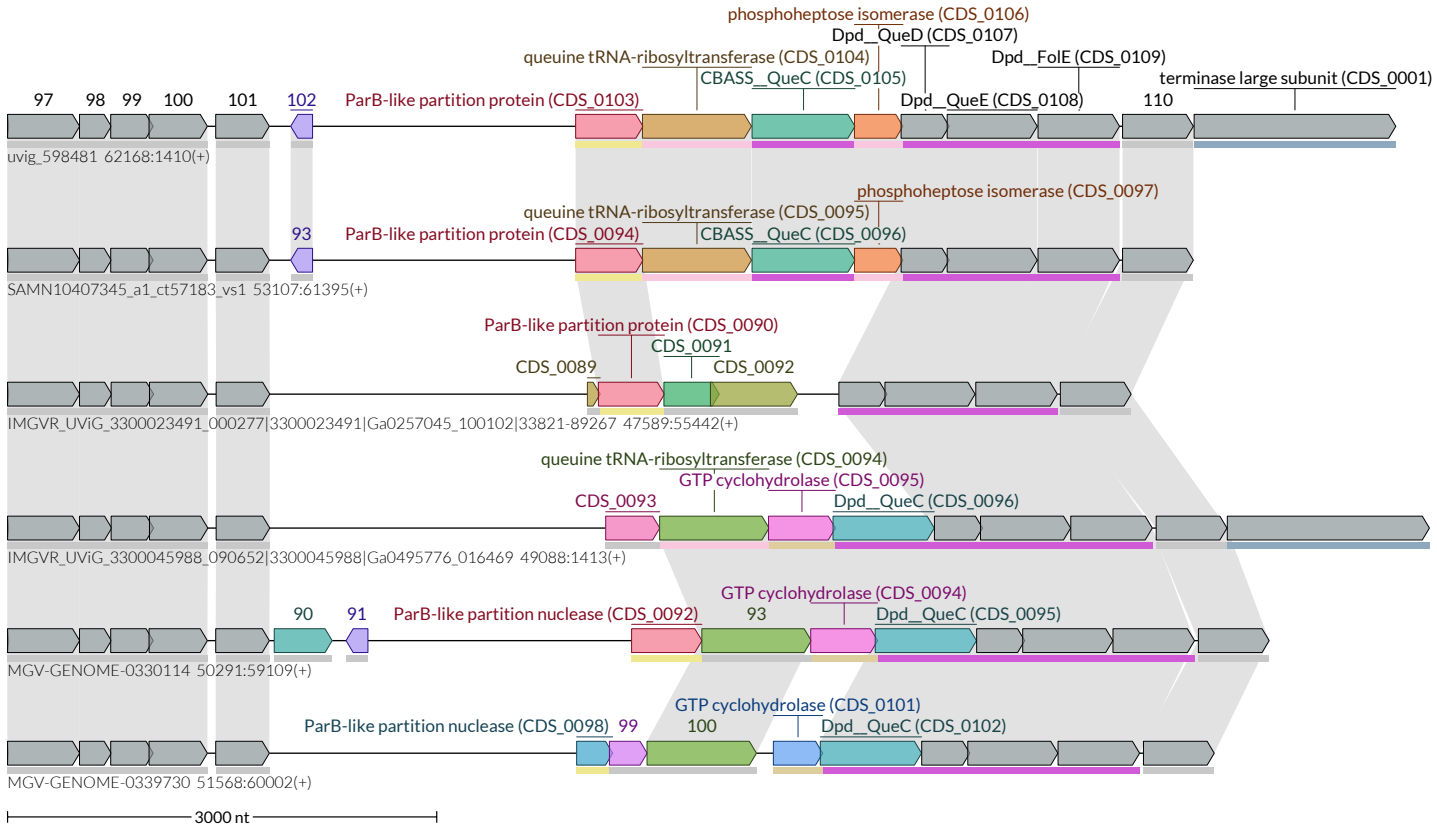 phosphoheptose isomerase (CDS_0106)
Dpd__QueD (CDS_0107)
queuine tRNA-ribosyltransferase (CDS_0104) Dpd__FolE (CDS_0109)
CBASS__QueC (CDS_0105) terminase large subunit (CDS_0001)
97 98 99 100 101 102 ParB-like partition protein (CDS_0103) Dpd__QueE (CDS_0108) 110
uvig_598481 62168:1410(+)
phosphoheptose isomerase (CDS_0097)
queuine tRNA-ribosyltransferase (CDS_0095)
93 ParB-like partition protein (CDS_0094) CBASS__QueC (CDS_0096)
SAMN10407345_a1_ct57183_vs1 53107:61395(+)
ParB-like partition protein (CDS_0090)
CDS_0091
CDS_0089 CDS_0092
IMGVR_UViG_3300023491_000277|3300023491|Ga0257045_100102|33821-89267 47589:55442(+)
queuine tRNA-ribosyltransferase (CDS_0094)
GTP cyclohydrolase (CDS_0095)
CDS_0093 Dpd__QueC (CDS_0096)
IMGVR_UViG_3300045988_090652|3300045988|Ga0495776_016469 49088:1413(+)
GTP cyclohydrolase (CDS_0094)
90 91 ParB-like partition nuclease (CDS_0092) 93 Dpd__QueC (CDS_0095)
MGV-GENOME-0330114 50291:59109(+)
GTP cyclohydrolase (CDS_0101)
ParB-like partition nuclease (CDS_0098) 99 100 Dpd__QueC (CDS_0102)
MGV-GENOME-0339730 51568:60002(+)
3000 nt